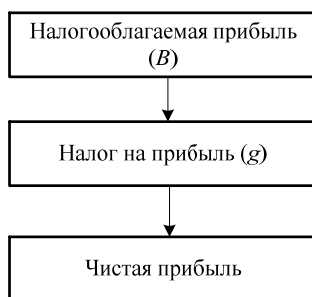 Налогооблагаемая прибыль
(B)
Налог на прибыль (g)
Чистая прибыль